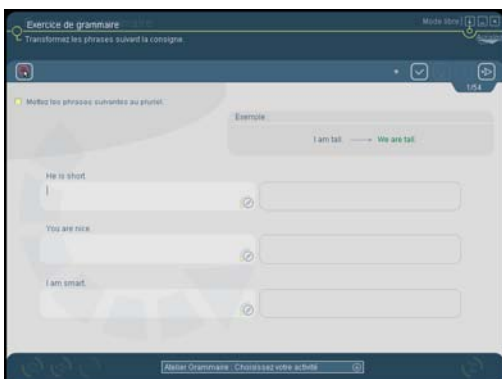 Exercice de grammaire
Mode libre
Transformez les phrases suivant la consigne.
1/54
Mettez les phrases suivantes au pluriel.
Exemple
I am tall. → We are tall.
He is short.
You are nice.
I am smart.
Atelier Grammaire : Choisissez votre activité